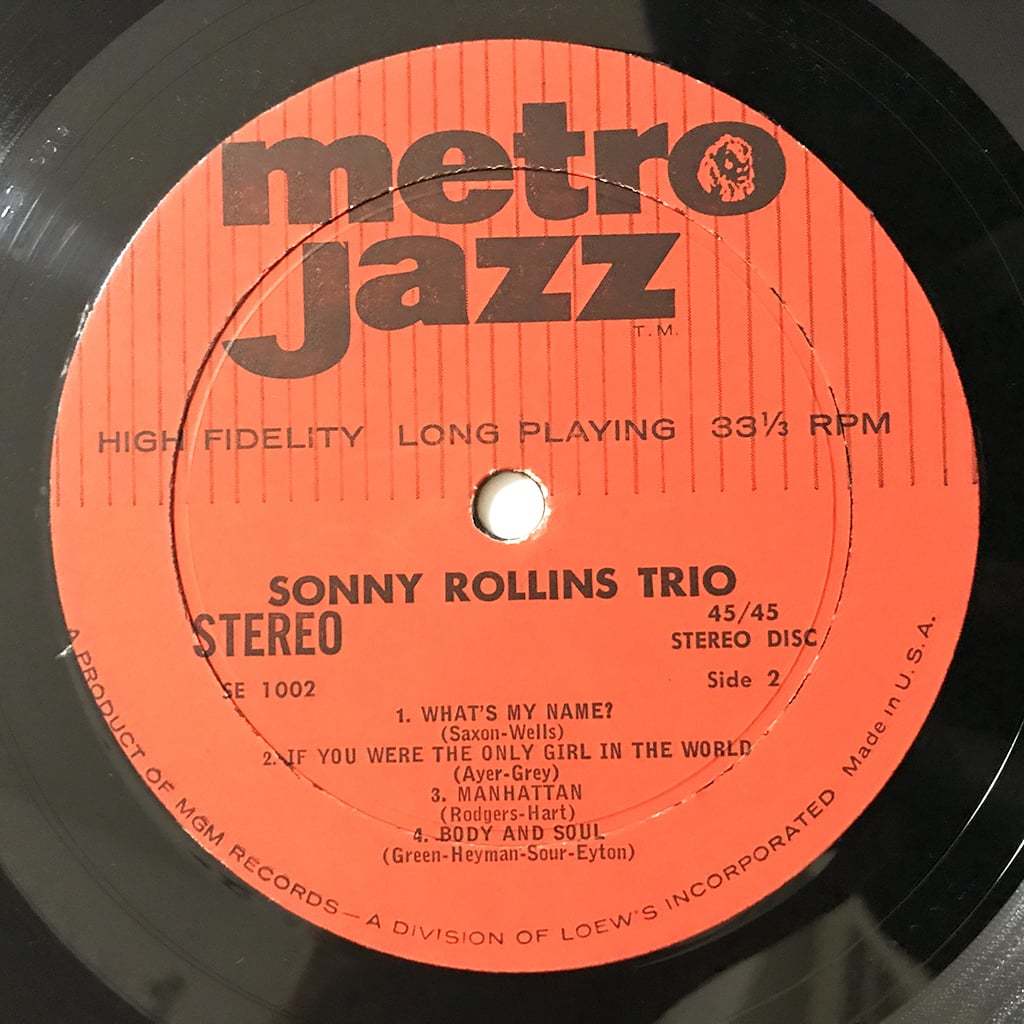 metro
jazz
T.M.
HIGH FIDELITY LONG PLAYING 33⅓ RPM
SONNY ROLLINS TRIO
STEREO
45/45
STEREO DISC
SE 1002
Side 2
1. WHAT'S MY NAME?
(Saxon-Wells)
2. IF YOU WERE THE ONLY GIRL IN THE WORLD
(Ayer-Grey)
3. MANHATTAN
(Rodgers-Hart)
4. BODY AND SOUL
(Green-Heyman-Sour-Eyton)
A PRODUCT OF MGM RECORDS—A DIVISION OF LOEW'S INCORPORATED Made in U.S.A.